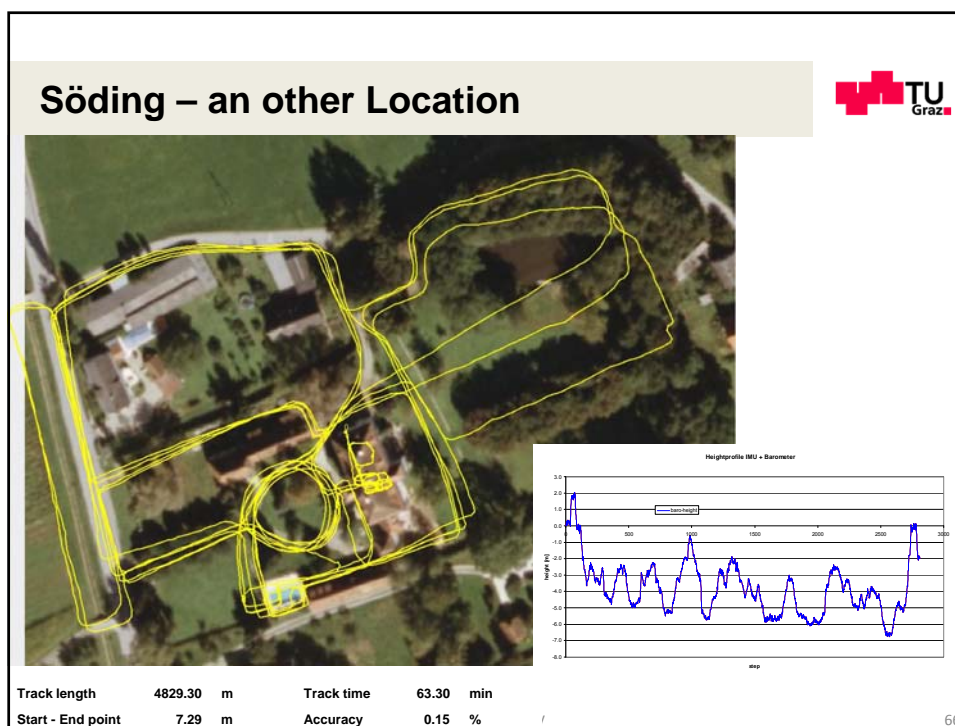 Söding – an other Location
TU
Graz
Heightprofile IMU + Barometer
3.0
2.0
1.0
0.0
-1.0
-2.0
-3.0
-4.0
-5.0
-6.0
-7.0
-8.0
height [m]
baro-height
0 500 1000 1500 2000 2500 3000
step
Track length 4829.30 m Track time 63.30 min
Start - End point 7.29 m Accuracy 0.15 %